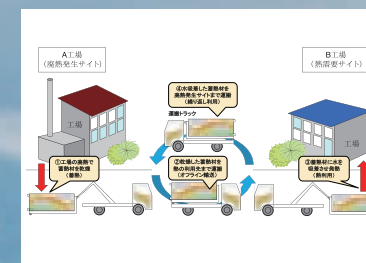 A工場
(廃熱発生サイト)
B工場
(熱需要サイト)
④水吸着した蓄熱材を
廃熱発生サイトまで運搬
(繰り返し利用)
運搬トラック
工場
工場
①工場の廃熱で
蓄熱材を乾燥
(蓄熱)
②乾燥した蓄熱材を
熱の利用先まで運搬
(オフライン輸送)
③蓄熱材に水を
吸着させ発熱
(熱利用)